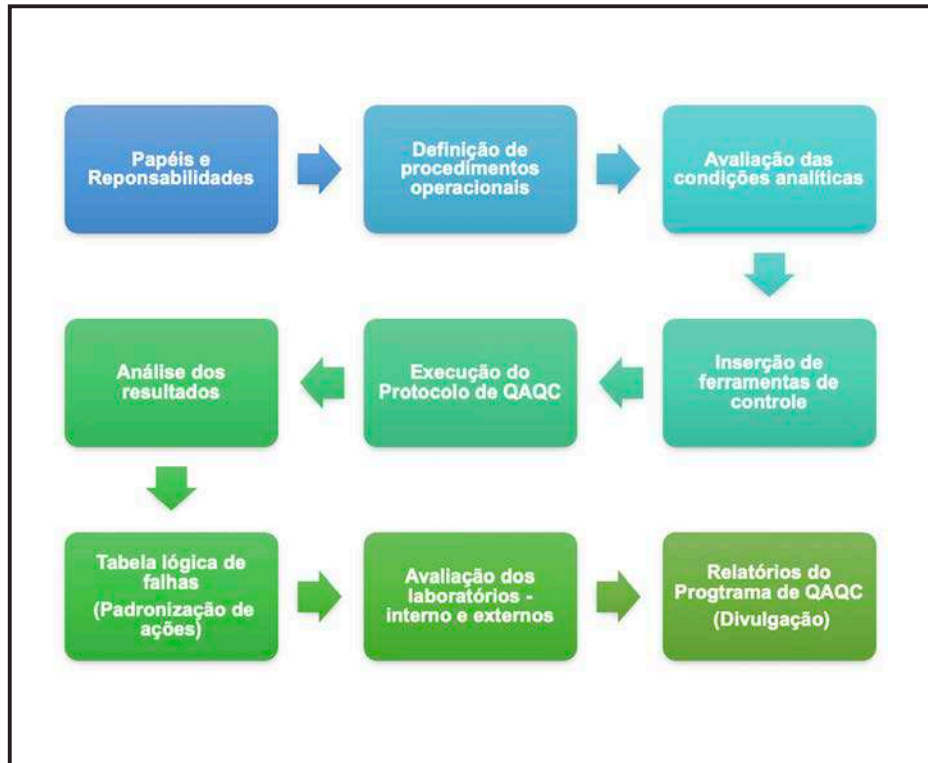 Papéis e
Reponsabilidades
Definição de
procedimentos
operacionais
Avaliação das
condições analíticas
Inserção de
ferramentas de
controle
Execução do
Protocolo de QAQC
Análise dos
resultados
Tabela lógica de
falhas
(Padronização de
ações)
Avaliação dos
laboratórios -
interno e externos
Relatórios do
Progtrama de QAQC
(Divulgação)